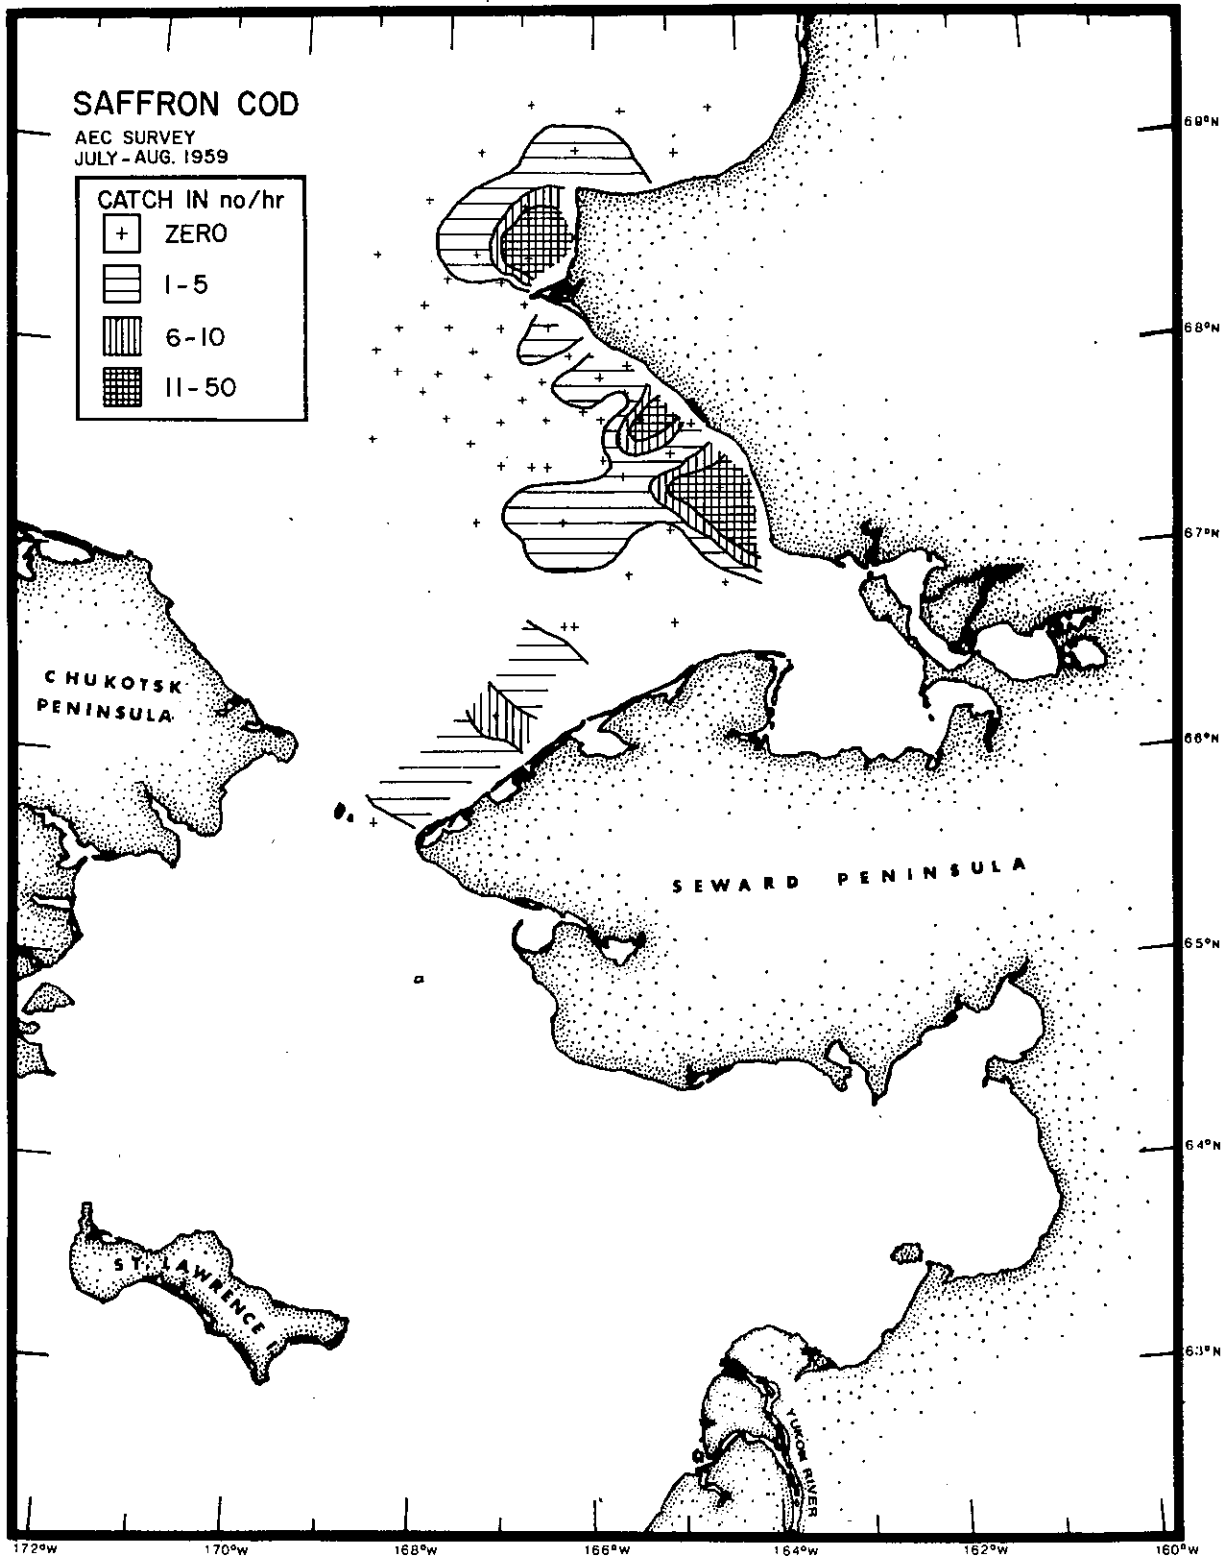 SAFFRON COD
AEC SURVEY
JULY-AUG. 1959
CATCH IN no/hr
+ ZERO
1-5
6-10
11-50
69°N
68°N
67°N
CHUKOTSK
PENINSULA
66°N
SEWARD PENINSULA
65°N
64°N
ST. LAWRENCE I
63°N
YUKON RIVER
172°W 170°W 168°W 166°W 164°W 162°W 160°W